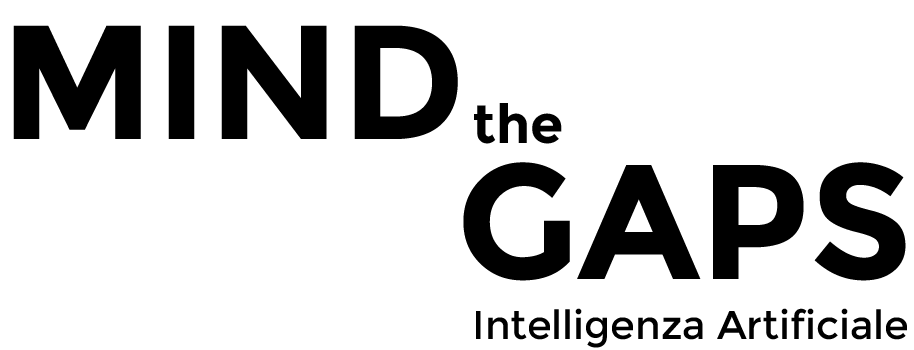 MIND
the
GAPS
Intelligenza Artificiale